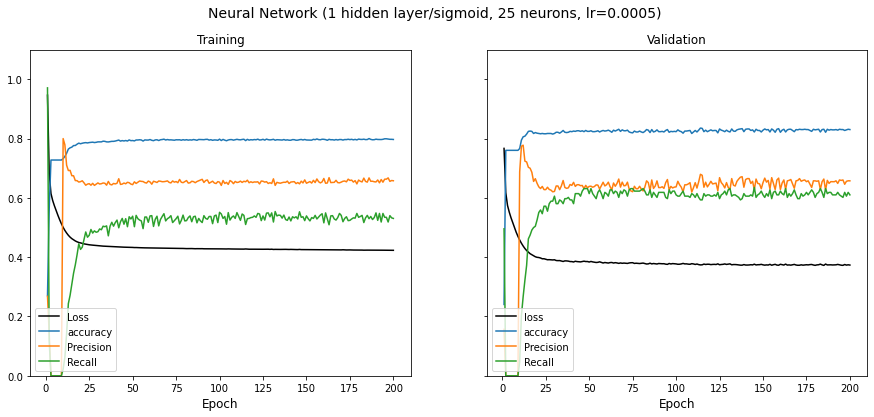 Neural Network (1 hidden layer/sigmoid, 25 neurons, lr=0.0005)
Training
Validation
1.0
0.8
0.6
0.4
0.2
0.0
Loss
accuracy
Precision
Recall
loss
accuracy
Precision
Recall
0 25 50 75 100 125 150 175 200
0 25 50 75 100 125 150 175 200
Epoch
Epoch